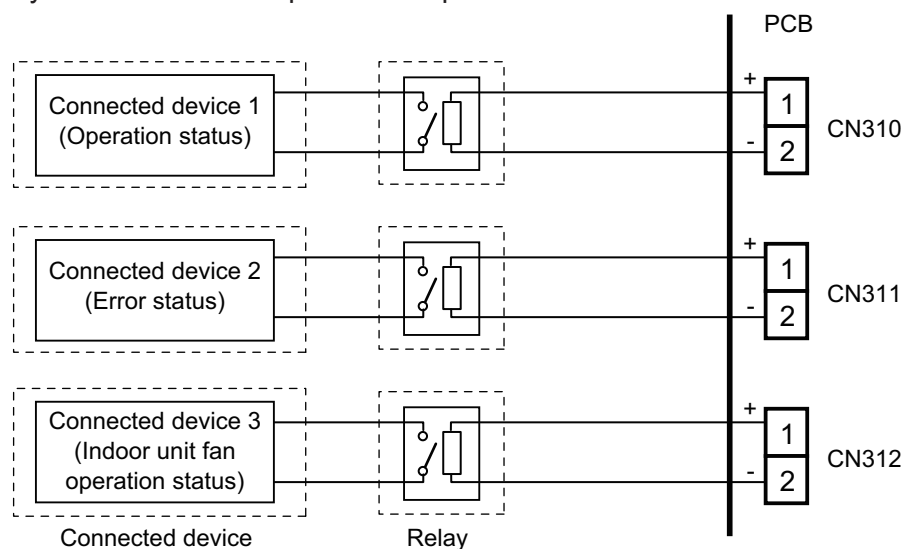 PCB
Connected device 1
(Operation status)
+
1
-
2
CN310
Connected device 2
(Error status)
+
1
-
2
CN311
Connected device 3
(Indoor unit fan
operation status)
+
1
-
2
CN312
Connected device
Relay